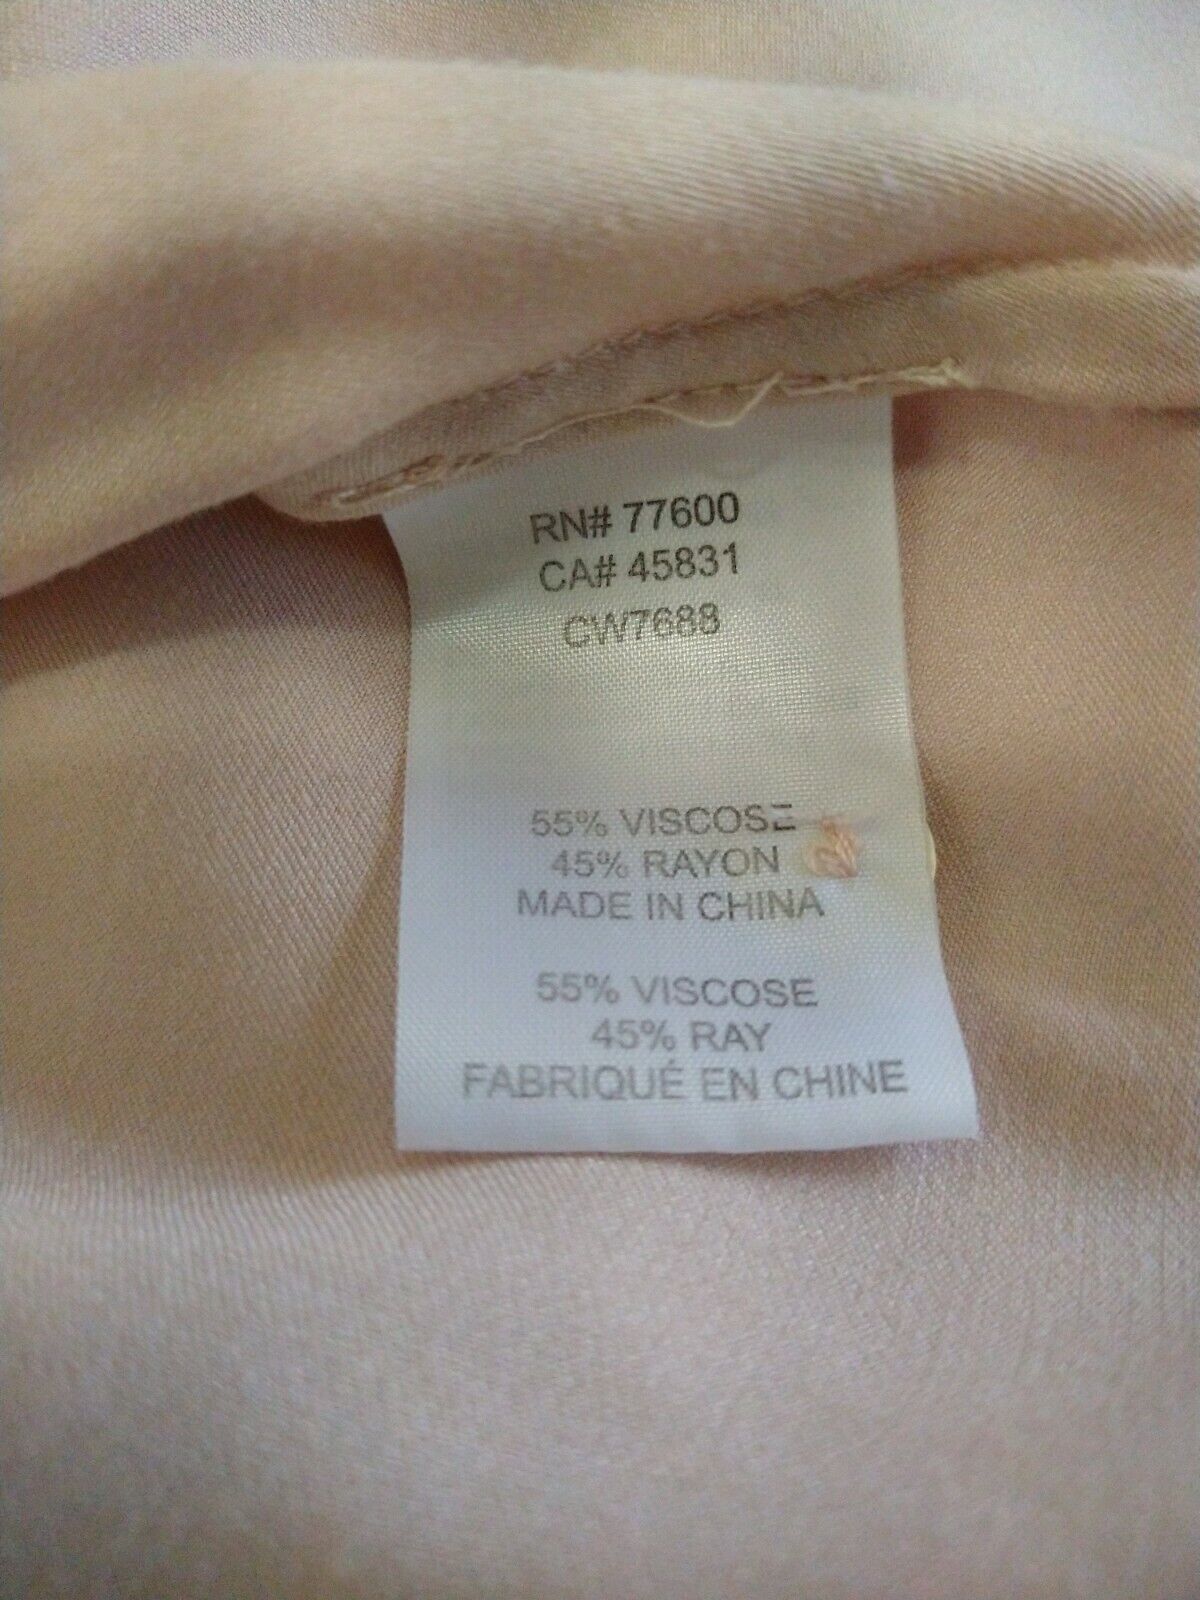 RN# 77600
CA# 45831
CW7688
55% VISCOSE
45% RAYON
MADE IN CHINA
55% VISCOSE
45% RAY
FABRIQUÉ EN CHINE